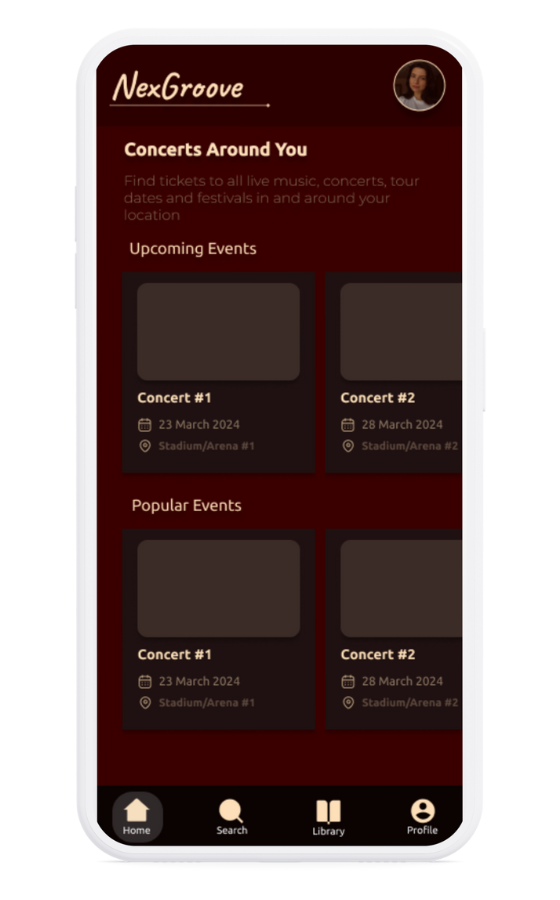 NexGroove
Concerts Around You
Find tickets to all live music, concerts, tour
dates and festivals in and around your
location
Upcoming Events
Concert #1
23 March 2024
Stadium/Arena #1
Concert #2
28 March 2024
Stadium/Arena #2
Popular Events
Concert #1
23 March 2024
Stadium/Arena #1
Concert #2
28 March 2024
Stadium/Arena #2
Home
Search
Library
Profile